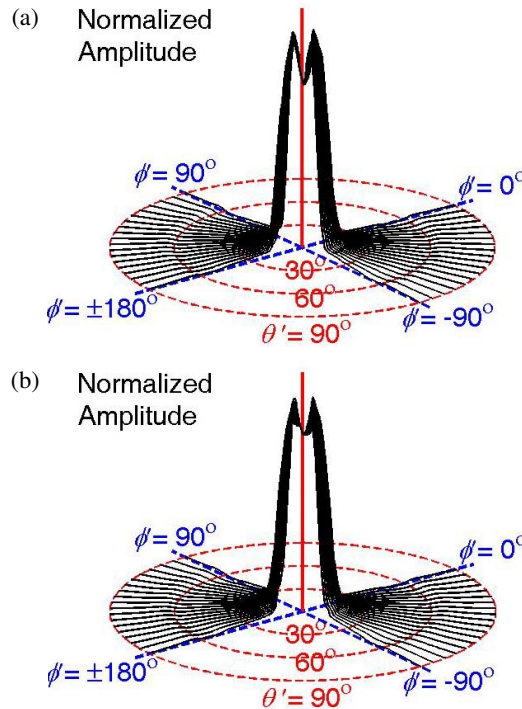 (a)
Normalized
Amplitude
ϕ' = 90°
ϕ' = 0°
30°
60°
ϕ' = ±180°
θ' = 90°
ϕ' = -90°
(b)
Normalized
Amplitude
ϕ' = 90°
ϕ' = 0°
30°
60°
ϕ' = ±180°
θ' = 90°
ϕ' = -90°